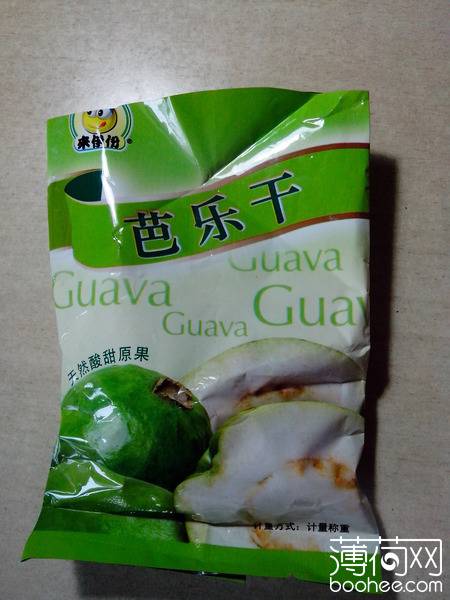 来伊份®
芭乐干
Guava
Guava
Guava
Guav
天然酸甜原果
计量方式：计量称重
薄荷网
boohee.com